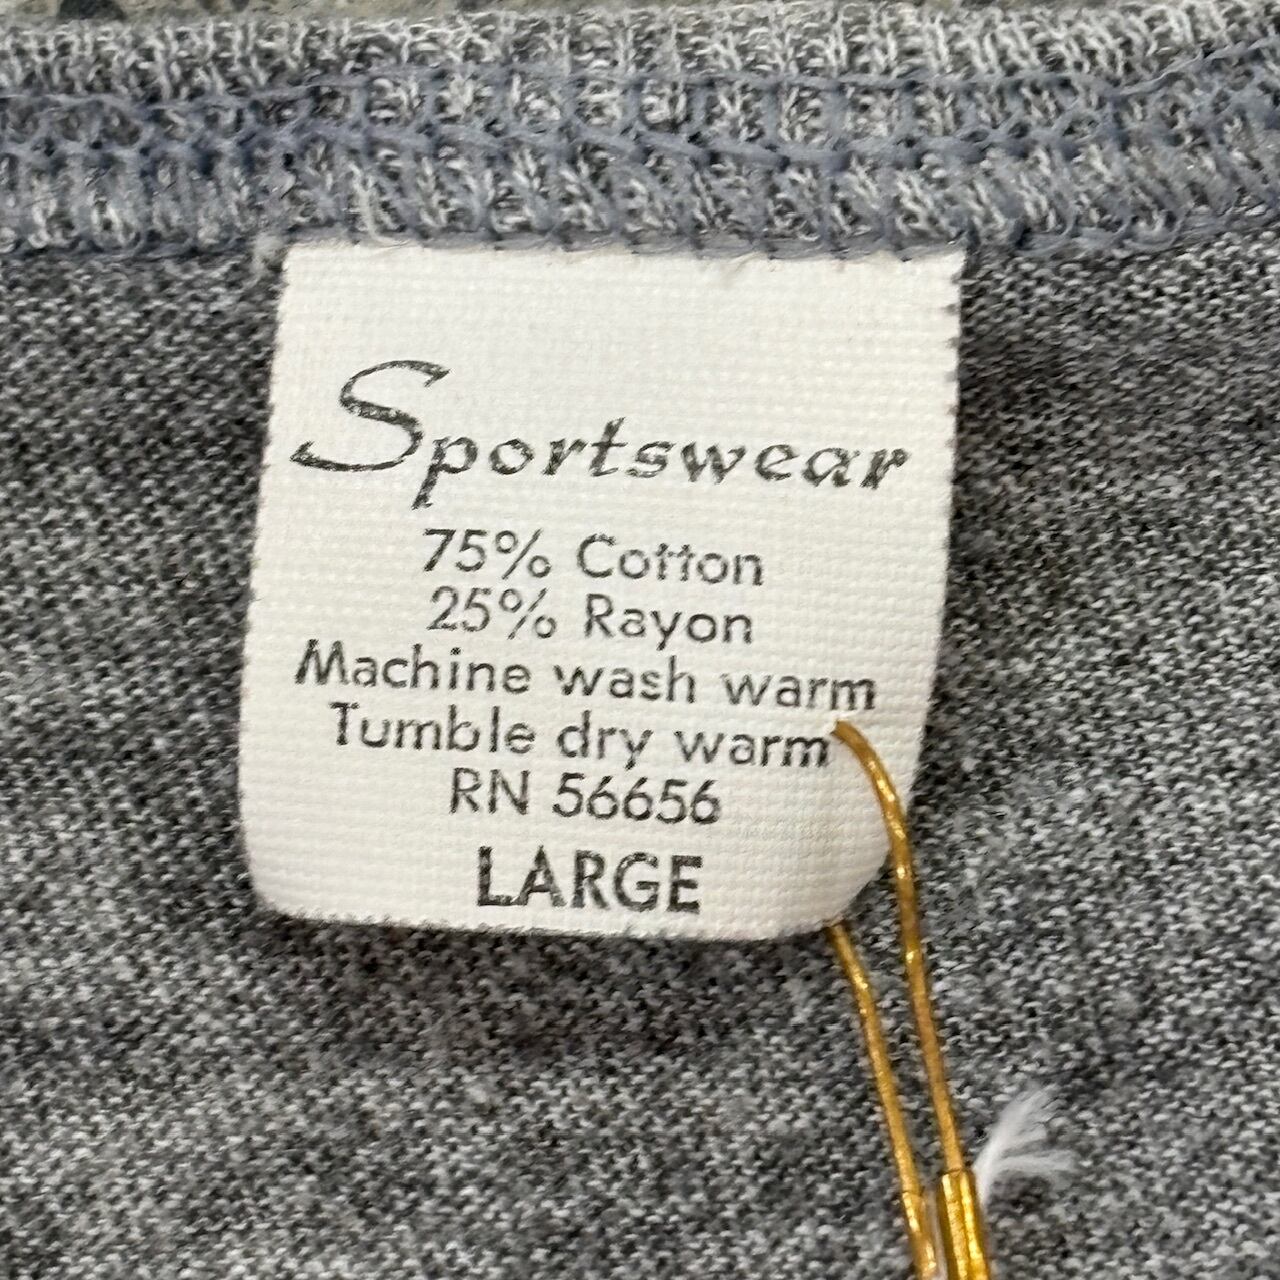 Sportswear
75% Cotton
25% Rayon
Machine wash warm
Tumble dry warm
RN 56656
LARGE